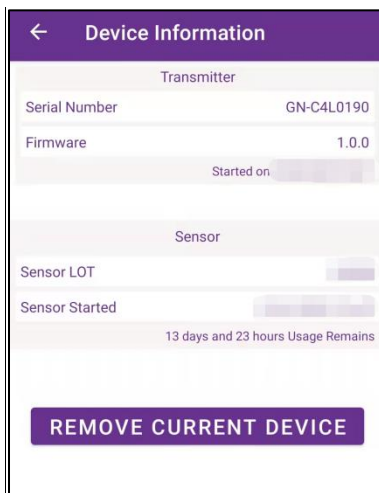 Device Information
Transmitter
Serial Number GN-C4L0190
Firmware 1.0.0
Started on
Sensor
Sensor LOT
Sensor Started
13 days and 23 hours Usage Remains
REMOVE CURRENT DEVICE